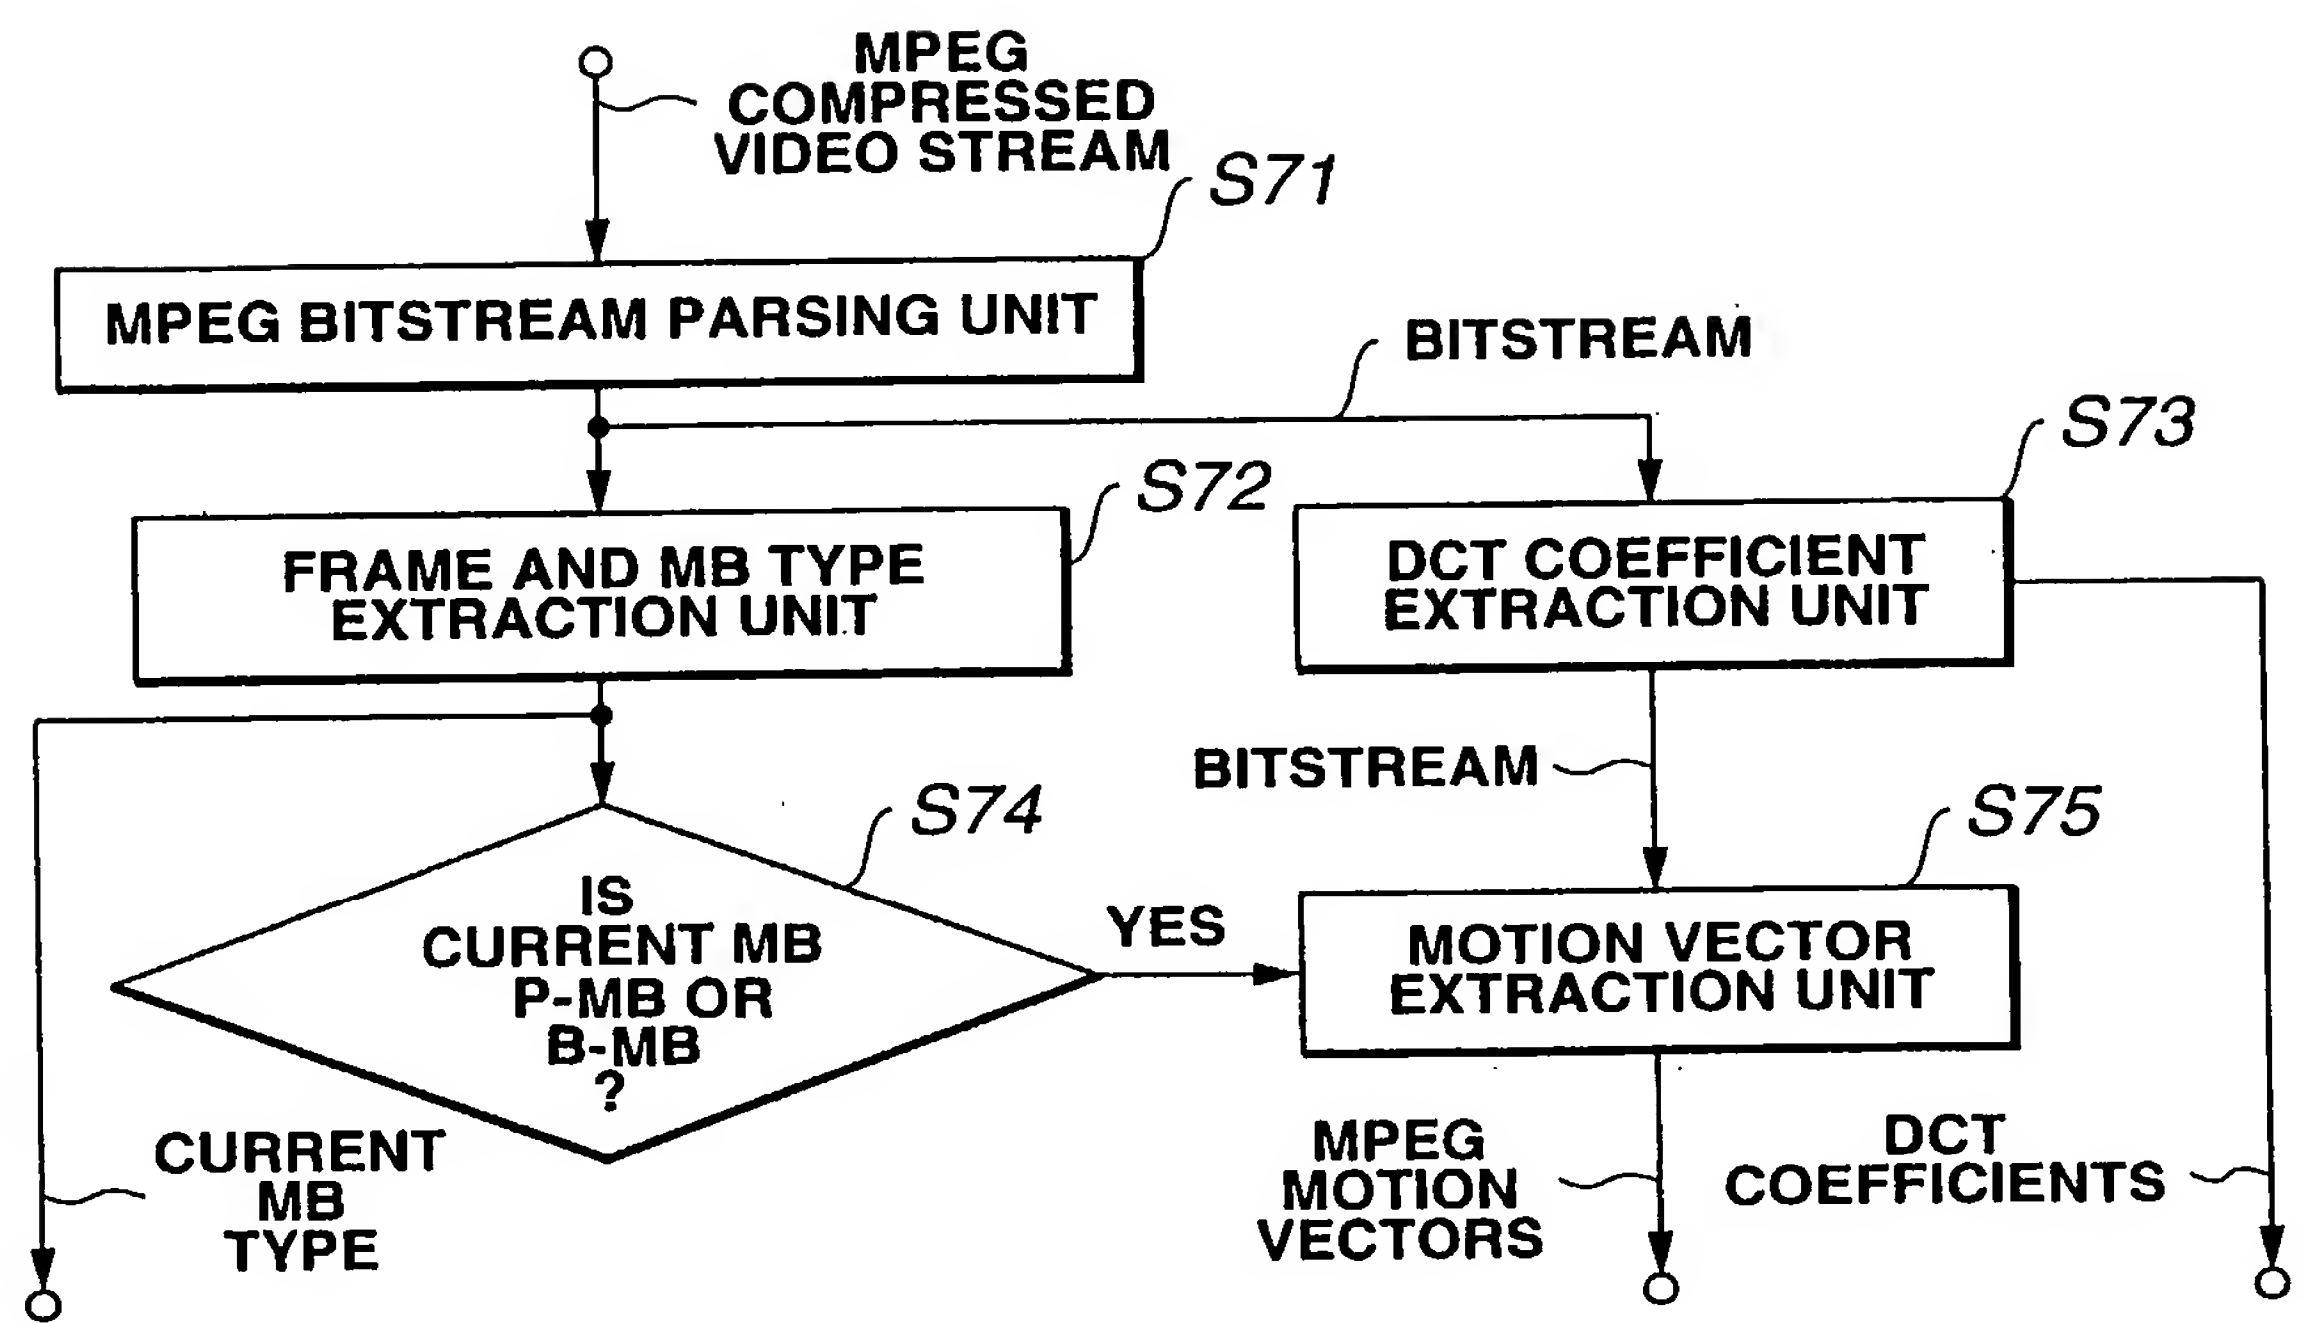 MPEG
COMPRESSED
VIDEO STREAM
S71
MPEG BITSTREAM PARSING UNIT
BITSTREAM
S73
S72
FRAME AND MB TYPE
EXTRACTION UNIT
DCT COEFFICIENT
EXTRACTION UNIT
BITSTREAM
S74
S75
IS
CURRENT MB
P-MB OR
B-MB
?
YES
MOTION VECTOR
EXTRACTION UNIT
CURRENT
MB
TYPE
MPEG
MOTION
VECTORS
DCT
COEFFICIENTS